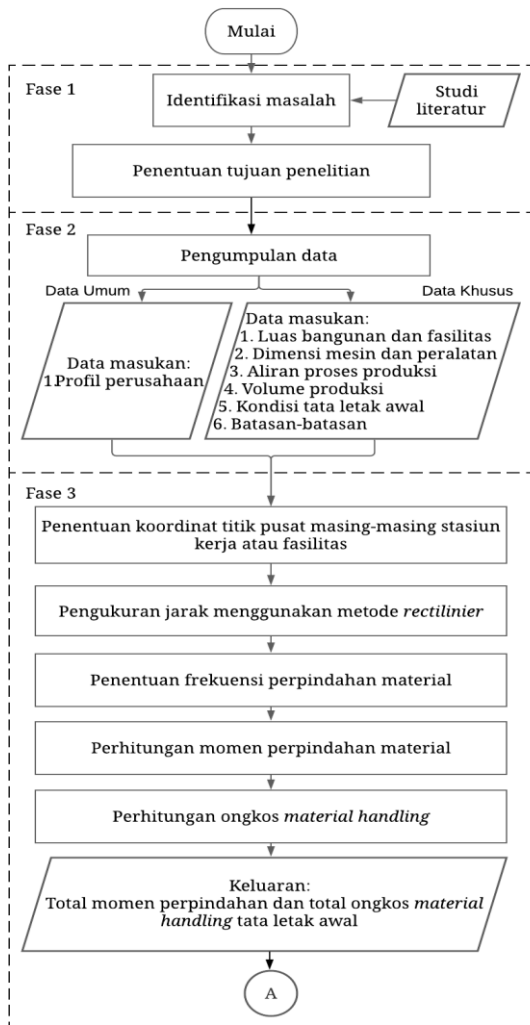 Mulai
Fase 1
Identifikasi masalah
Studi
literatur
Penentuan tujuan penelitian
Fase 2
Pengumpulan data
Data Umum
Data Khusus
Data masukan:
1.Profil perusahaan
Data masukan:
1. Luas bangunan dan fasilitas
2. Dimensi mesin dan peralatan
3. Aliran proses produksi
4. Volume produksi
5. Kondisi tata letak awal
6. Batasan-batasan
Fase 3
Penentuan koordinat titik pusat masing-masing stasiun
kerja atau fasilitas
Pengukuran jarak menggunakan metode rectilinier
Penentuan frekuensi perpindahan material
Perhitungan momen perpindahan material
Perhitungan ongkos material handling
Keluaran:
Total momen perpindahan dan total ongkos material
handling tata letak awal
A